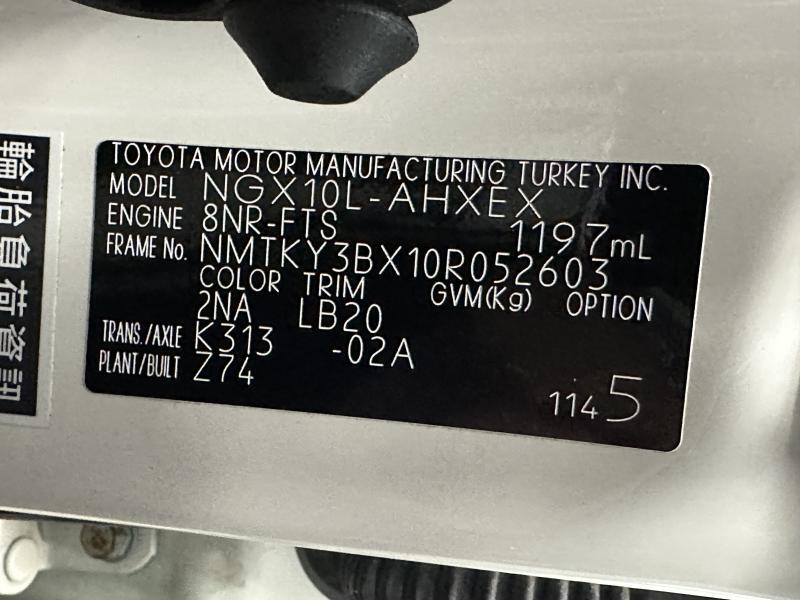 輪胎負荷資訊
TOYOTA MOTOR MANUFACTURING TURKEY INC.
MODEL NGX10L-AHXEX
ENGINE 8NR-FTS 1197mL
FRAME No. NMTKY3BX10R052603
COLOR TRIM GVM(Kg) OPTION
2NA LB20
TRANS./AXLE K313 -02A
PLANT/BUILT Z74
1145